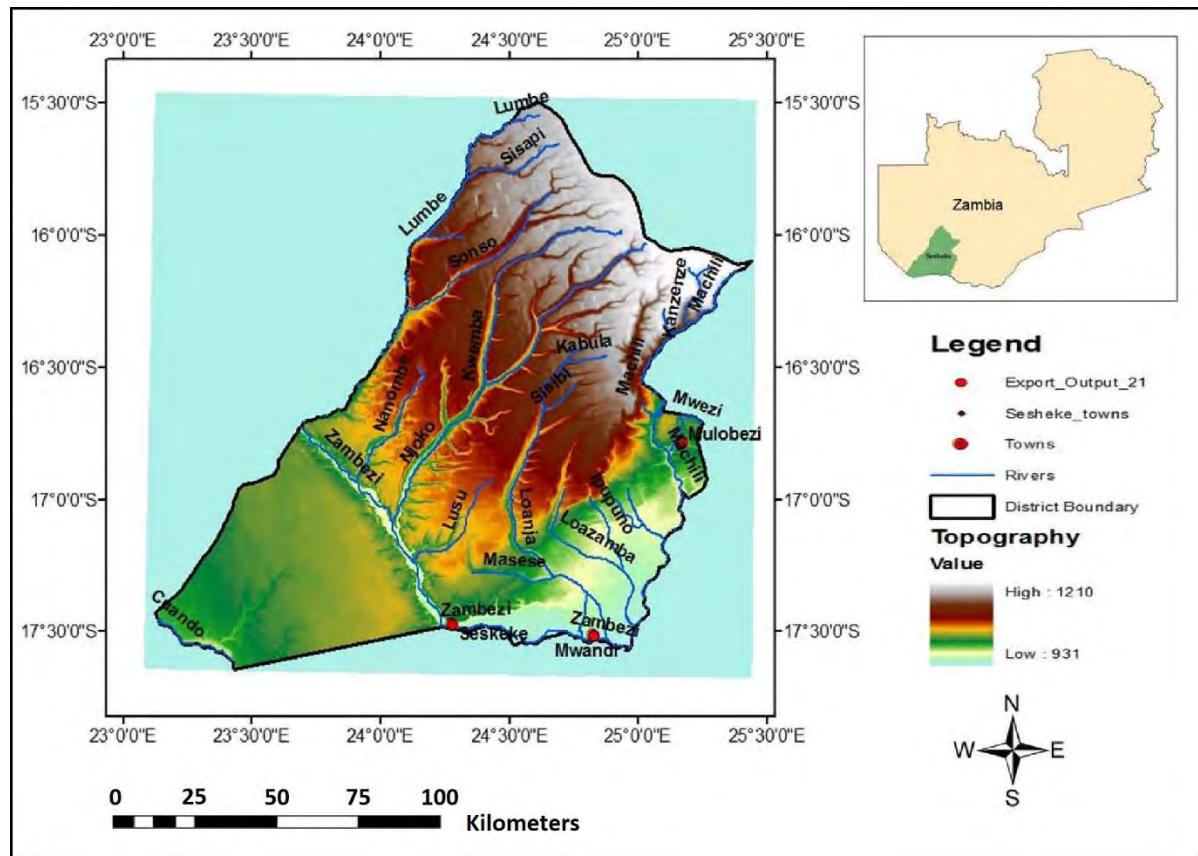 23°0'0"E 23°30'0"E 24°0'0"E 24°30'0"E 25°0'0"E 25°30'0"E
15°30'0"S
16°0'0"S
16°30'0"S
17°0'0"S
17°30'0"S
15°30'0"S
16°0'0"S
16°30'0"S
17°0'0"S
17°30'0"S
Lumbe
Sisapi
Lumbe
Sonso
Kanzenze
Machili
Kwemba
Kabula
Machili
Sisibi
Nanombe
Mwezi
Mulobezi
Machili
Zambezi
Njoko
Lusu
Loanja
Ipupuno
Loazamba
Masese
Cuando
Zambezi
Seskeke
Zambezi
Mwandi
23°0'0"E 23°30'0"E 24°0'0"E 24°30'0"E 25°0'0"E 25°30'0"E
0 25 50 75 100
Kilometers
Zambia
Sesheke
Legend
Export_Output_21
Sesheke_towns
Towns
Rivers
District Boundary
Topography
Value
High : 1210
Low : 931
N
W E
S